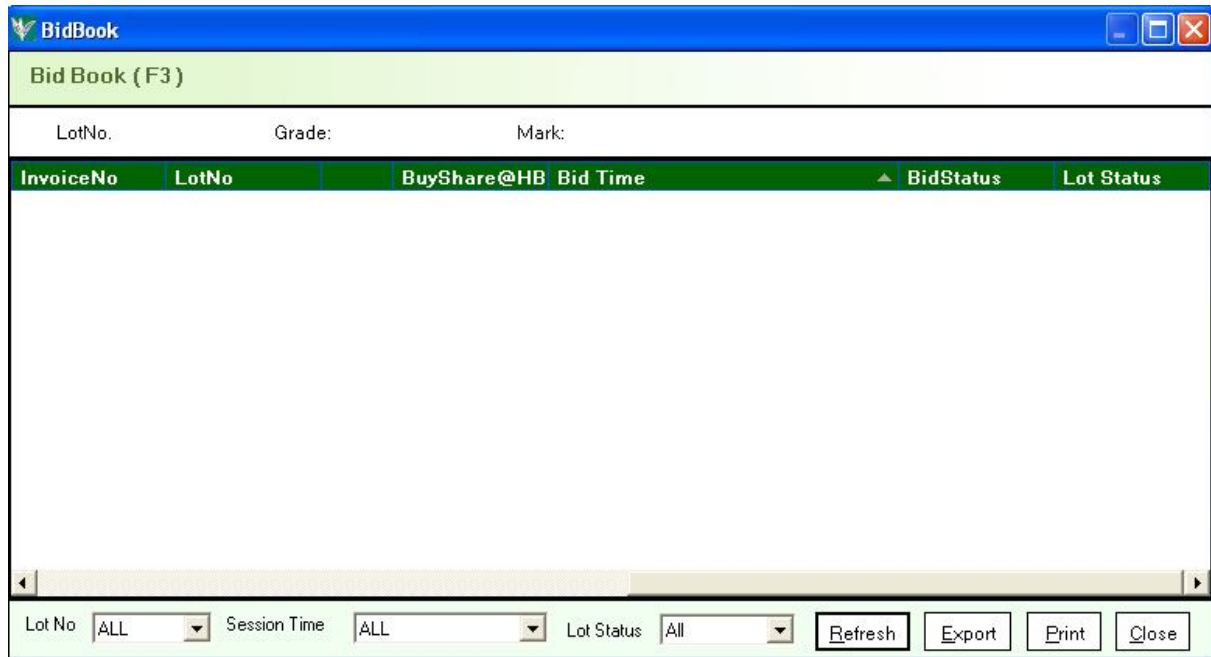 BidBook
Bid Book ( F3 )
LotNo. Grade: Mark:
InvoiceNo LotNo BuyShare@HB Bid Time BidStatus Lot Status
Lot No ALL Session Time ALL Lot Status All Refresh Export Print Close